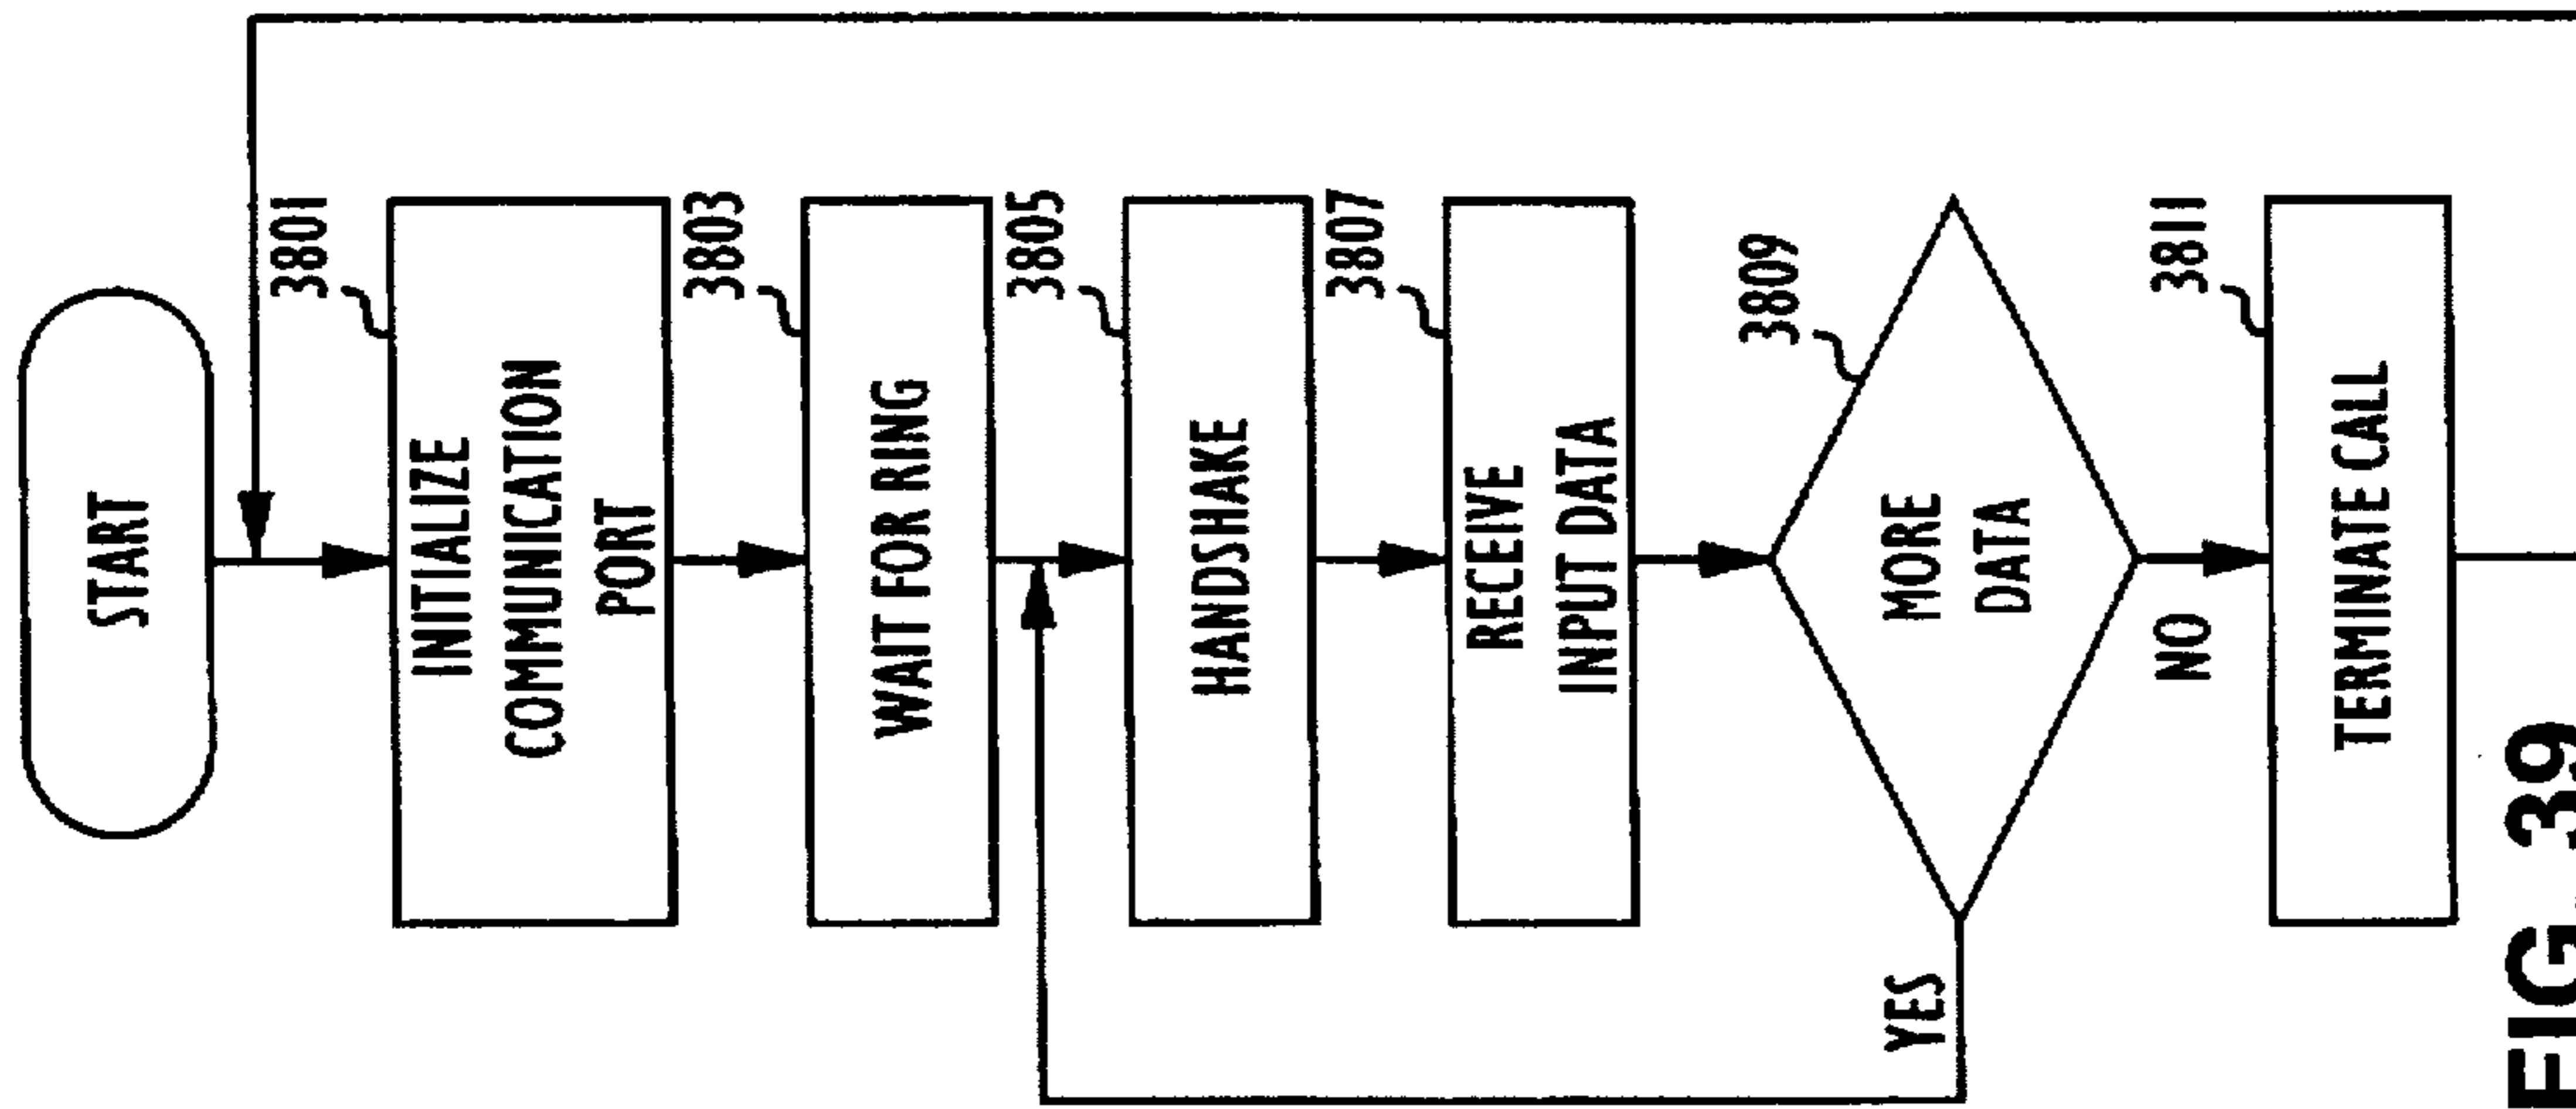 START
3801
INITIALIZE
COMMUNICATION
PORT
3803
WAIT FOR RING
3805
HANDSHAKE
3807
RECEIVE
INPUT DATA
3809
MORE
DATA
YES
NO
3811
TERMINATE CALL
FIG. 39